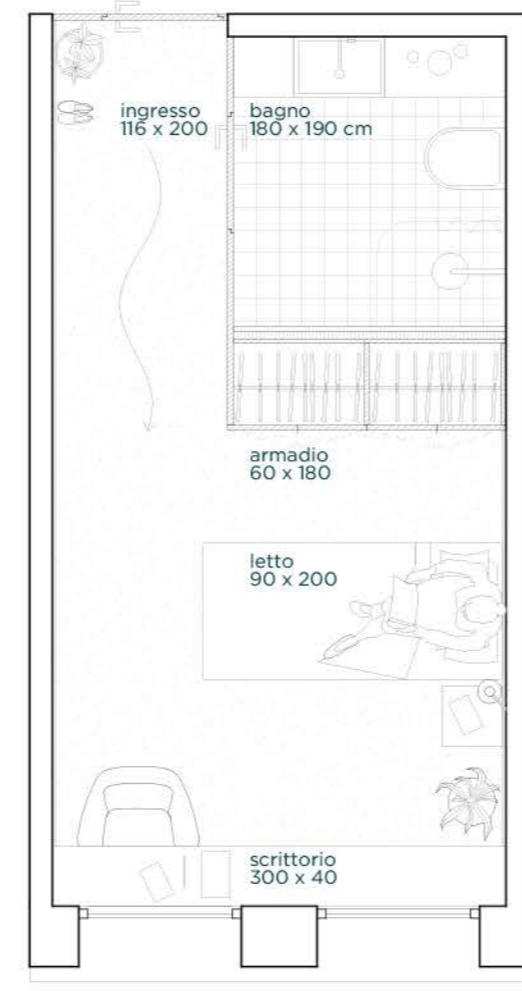 ingresso
116 x 200
bagno
180 x 190 cm
armadio
60 x 180
letto
90 x 200
scrittorio
300 x 40